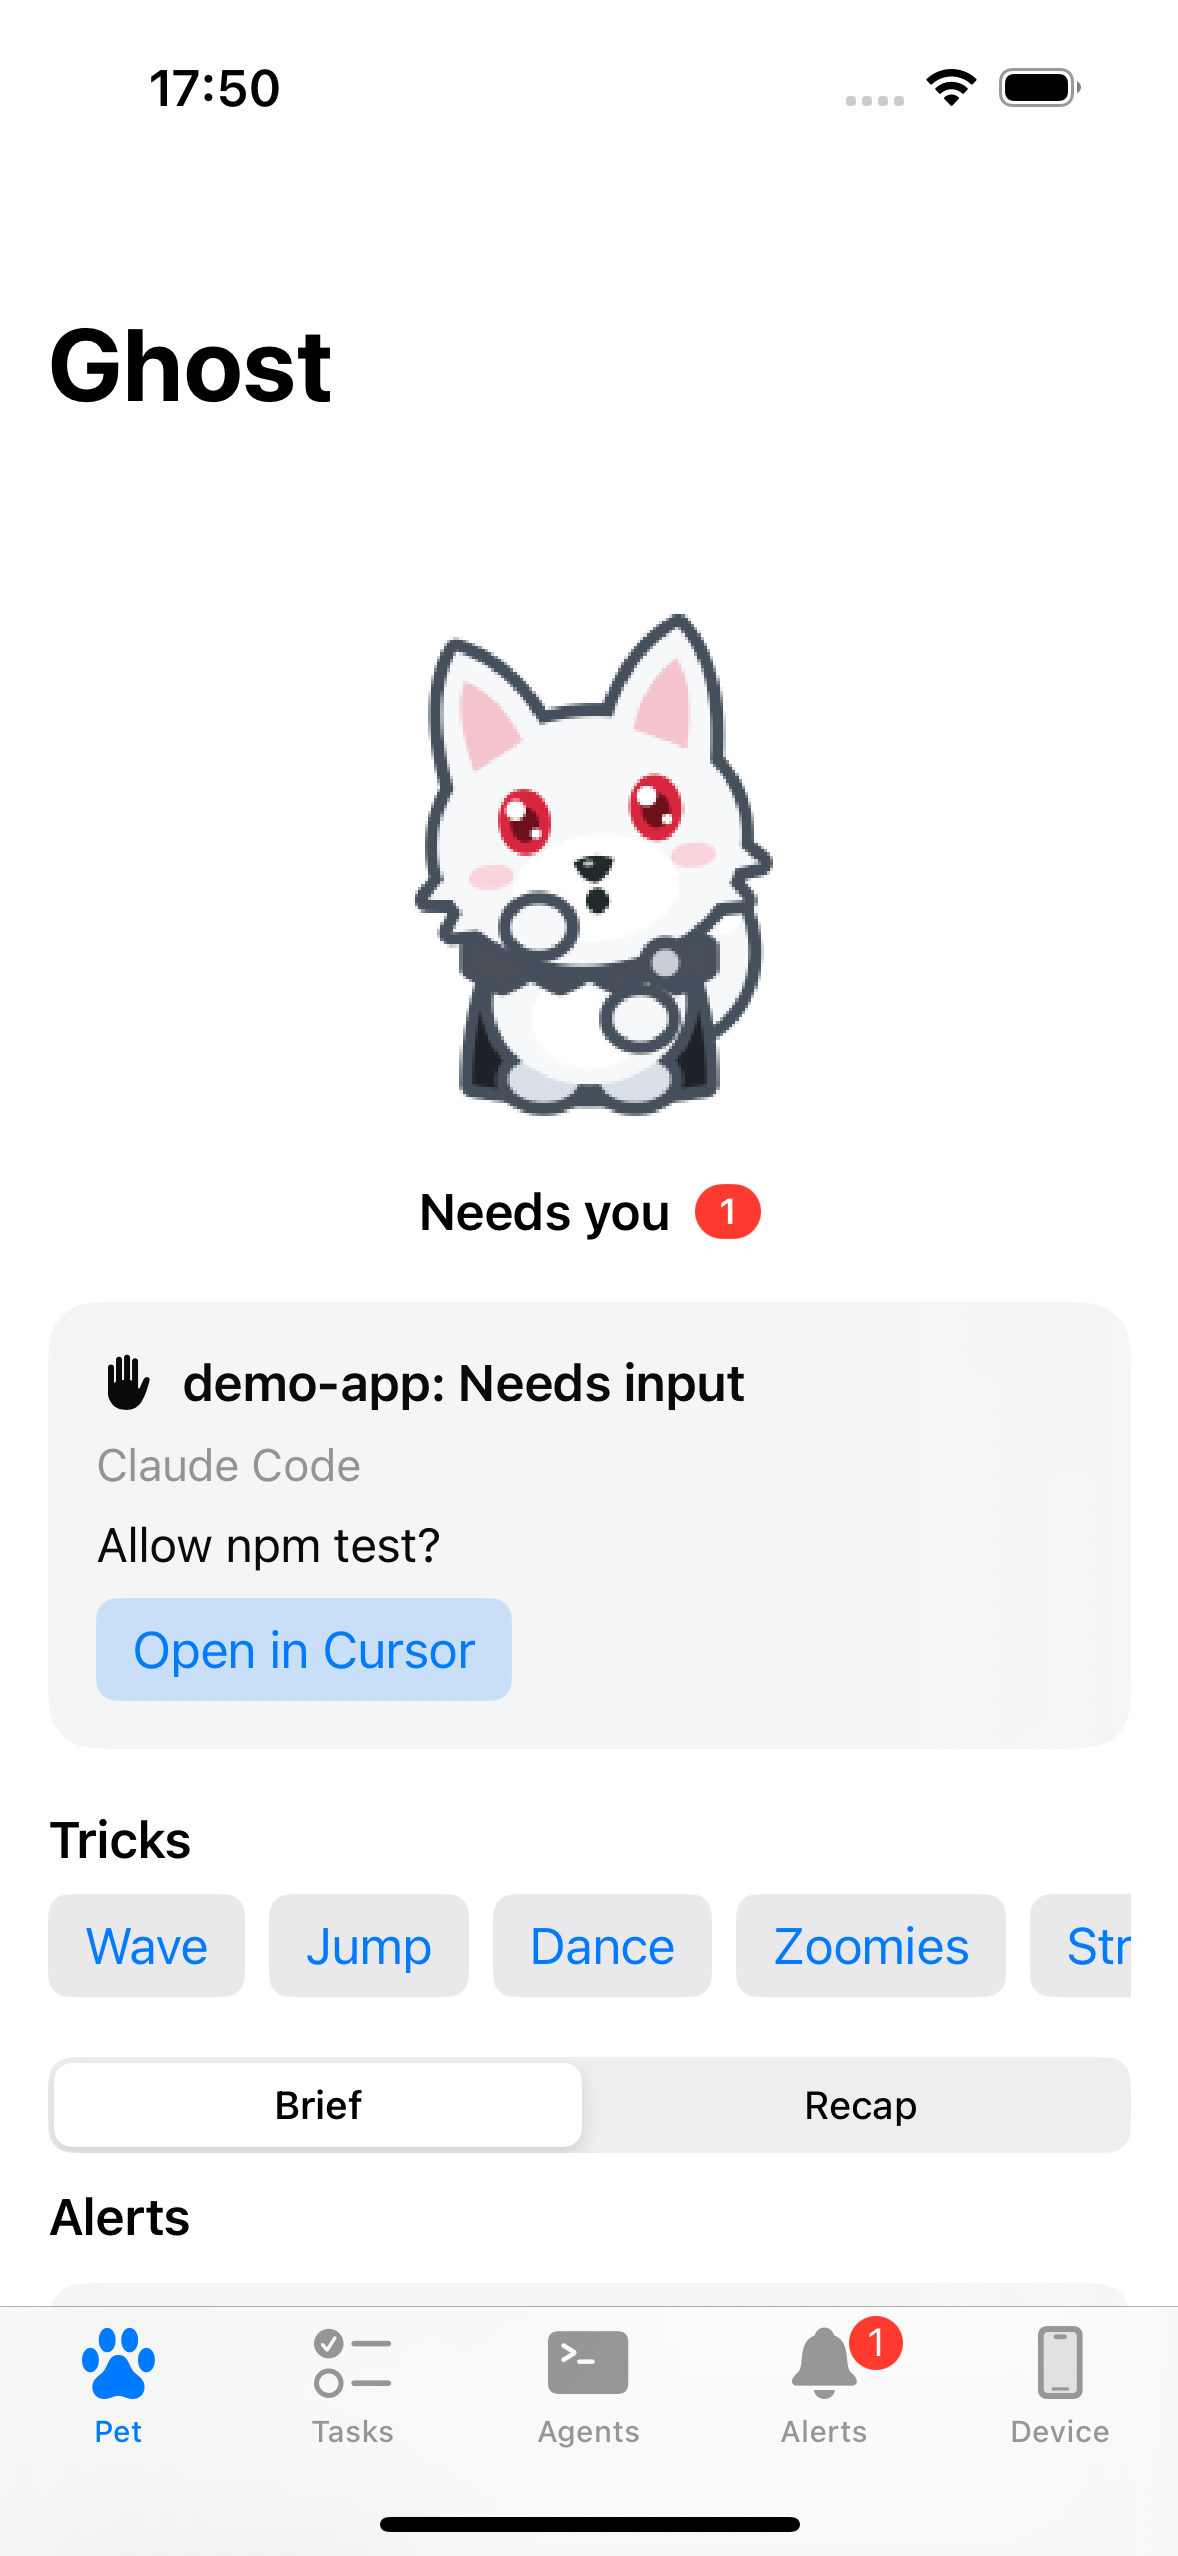 17:50
Ghost
Needs you 1
demo-app: Needs input
Claude Code
Allow npm test?
Open in Cursor
Tricks
Wave Jump Dance Zoomies Str
Brief Recap
Alerts
1
Pet Tasks Agents Alerts Device